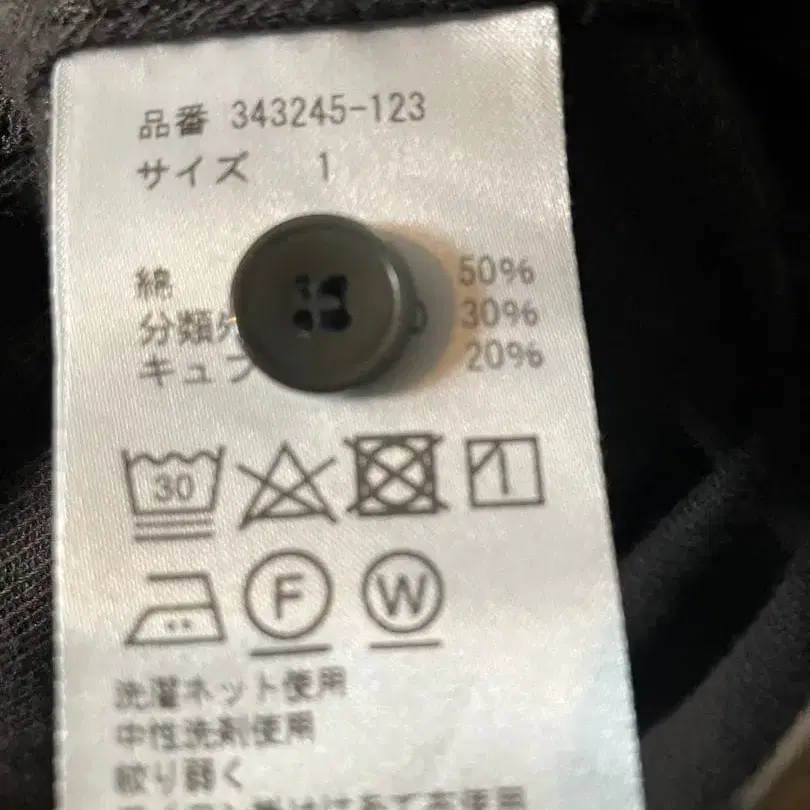 品番 343245-123
サイズ 1
綿 50%
分類外 30%
キュプ 20%
30
F W
洗濯ネット使用
中性洗剤使用
絞り弱く